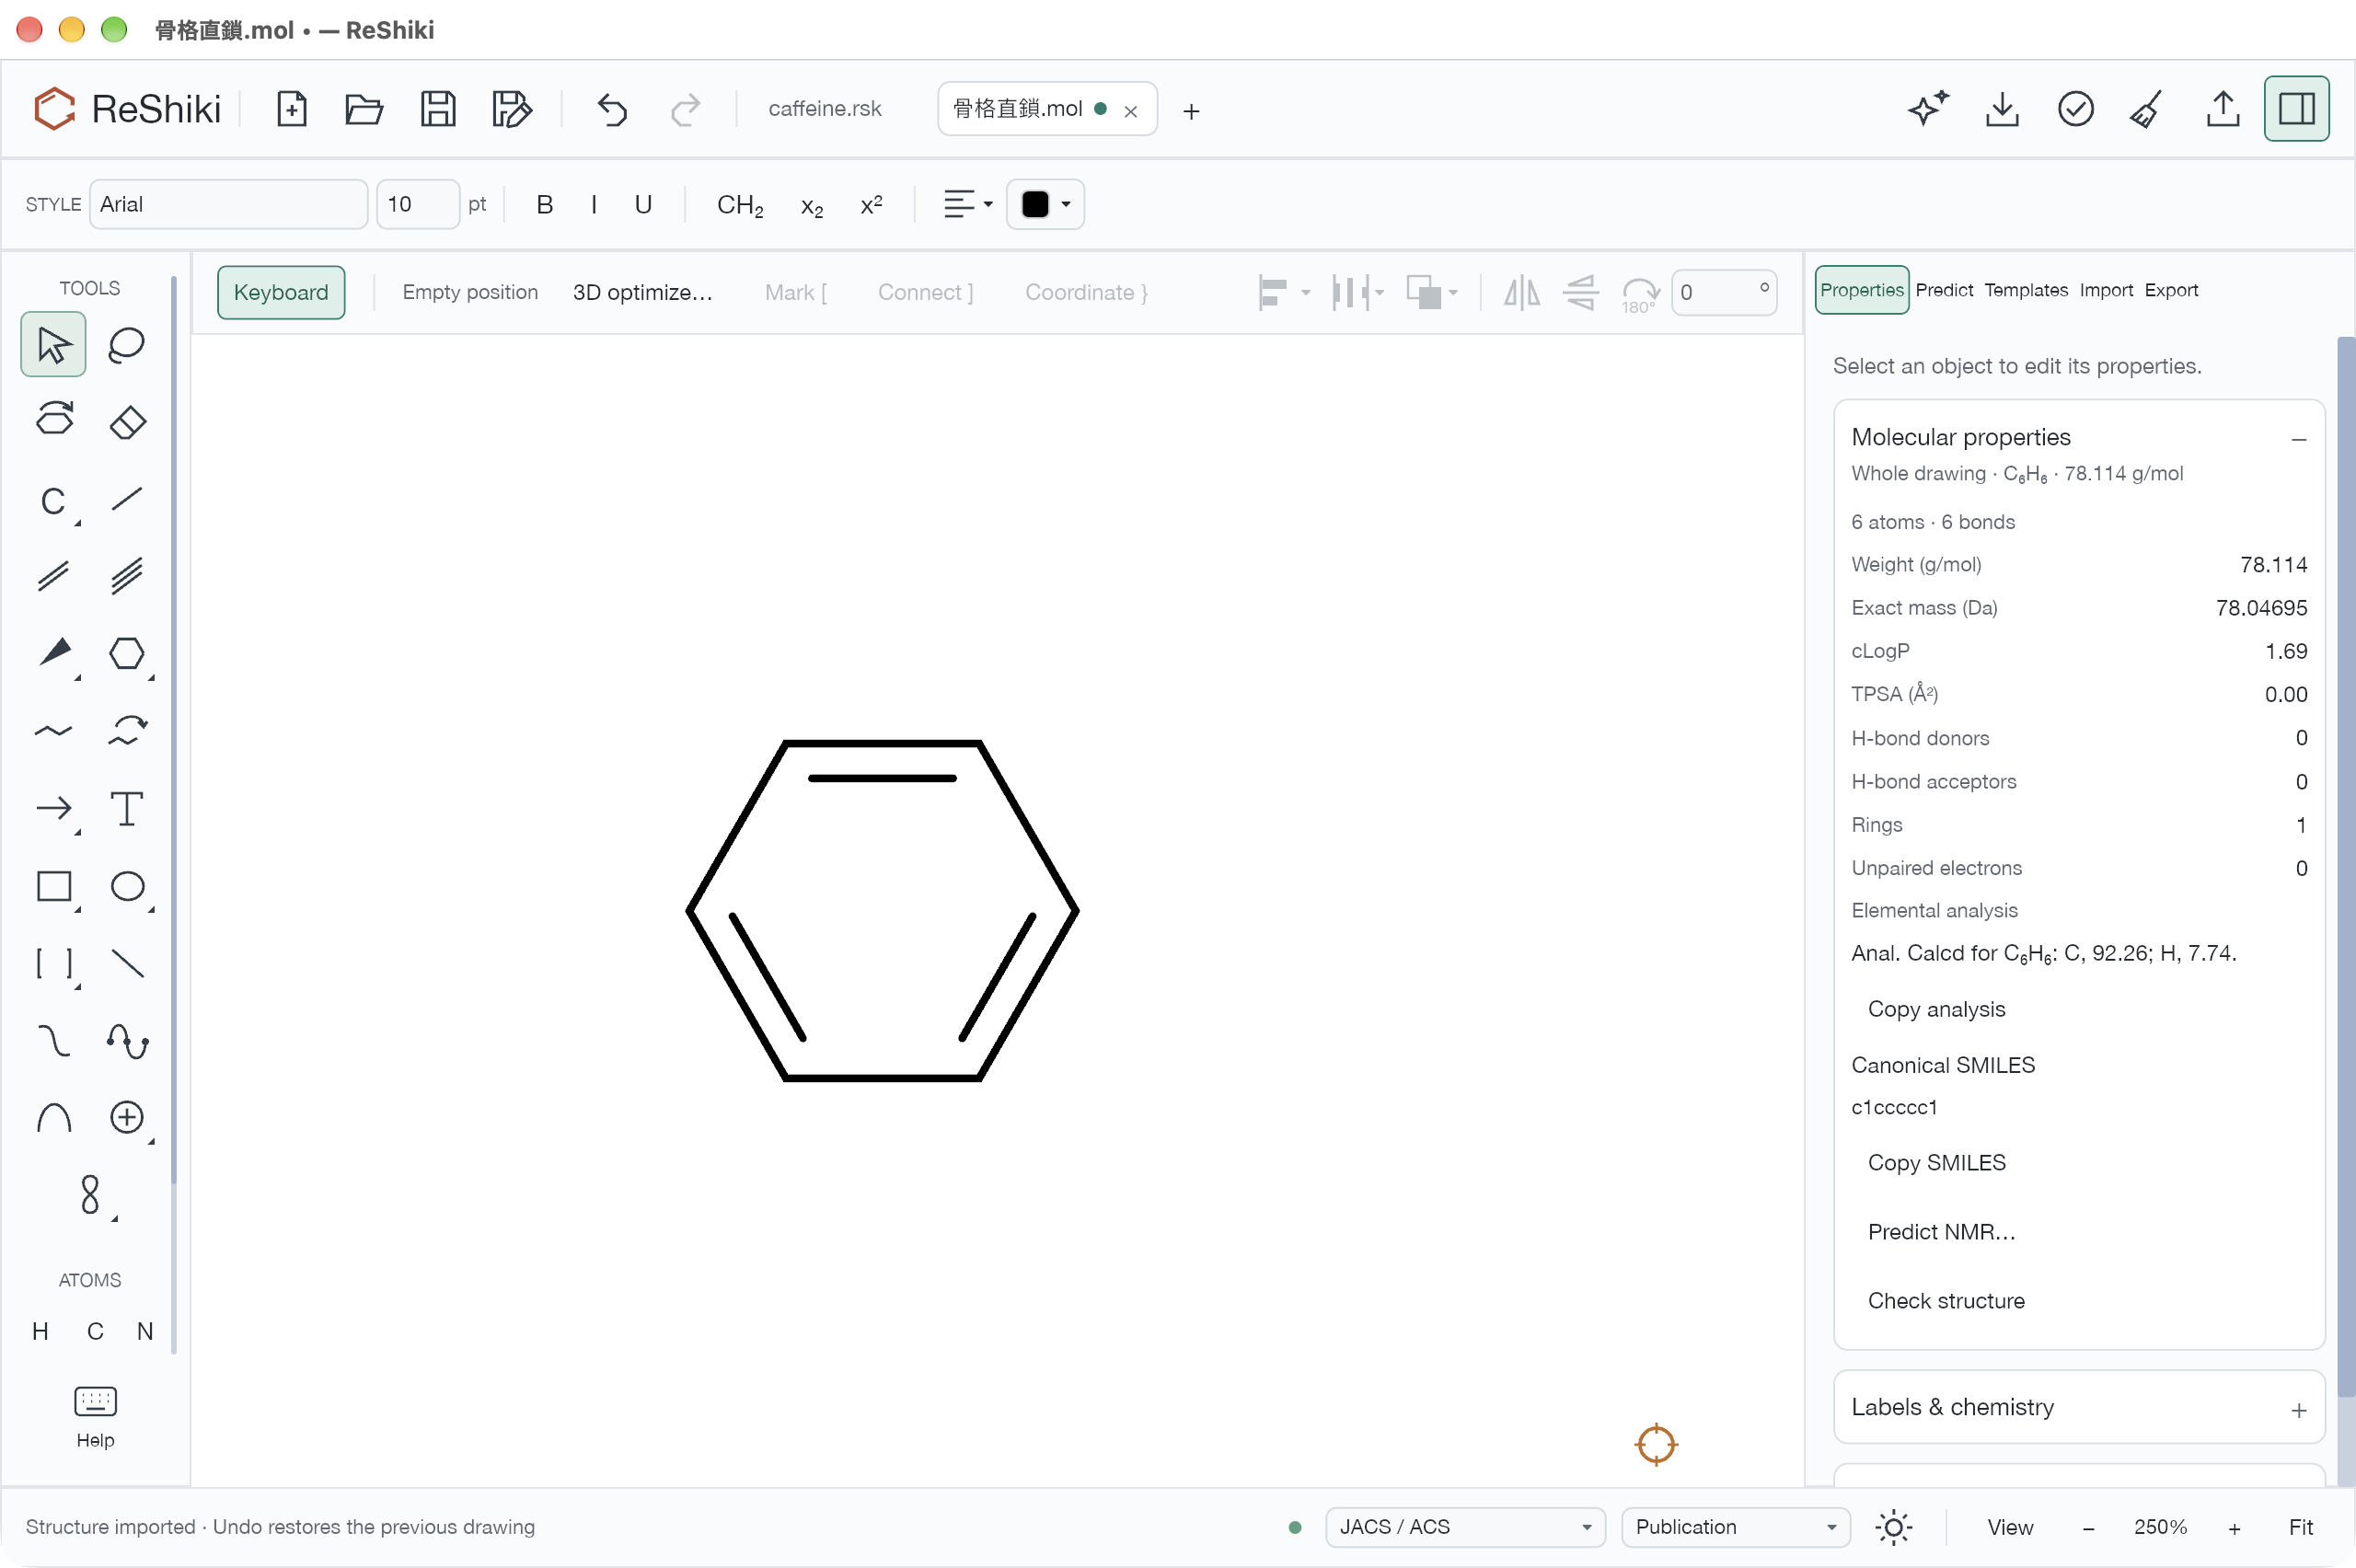 骨格直鎖.mol • — ReShiki
ReShiki
caffeine.rsk
骨格直鎖.mol
STYLE Arial 10 pt B I U CH₂ x₂ x²
TOOLS
Keyboard Empty position 3D optimize... Mark [ Connect ] Coordinate } 180° 0 °
Properties Predict Templates Import Export
Select an object to edit its properties.
Molecular properties
Whole drawing · C₆H₆ · 78.114 g/mol
6 atoms · 6 bonds
Weight (g/mol) 78.114
Exact mass (Da) 78.04695
cLogP 1.69
TPSA (Å²) 0.00
H-bond donors 0
H-bond acceptors 0
Rings 1
Unpaired electrons 0
Elemental analysis
Anal. Calcd for C₆H₆: C, 92.26; H, 7.74.
Copy analysis
Canonical SMILES
c1ccccc1
Copy SMILES
Predict NMR...
Check structure
Labels & chemistry
C
T
[ ]
ATOMS
H C N
Help
Structure imported · Undo restores the previous drawing
JACS / ACS
Publication
View − 250% + Fit